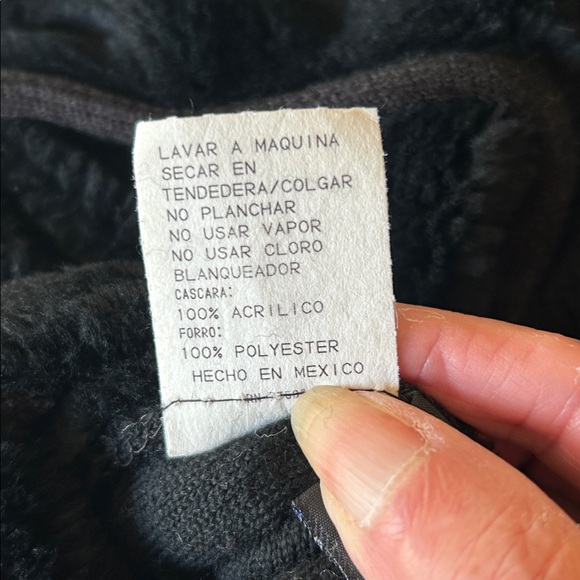 LAVAR A MAQUINA
SECAR EN
TENDEDERA/COLGAR
NO PLANCHAR
NO USAR VAPOR
NO USAR CLORO
BLANQUEADOR
CASCARA:
100% ACRILICO
FORRO:
100% POLYESTER
HECHO EN MEXICO